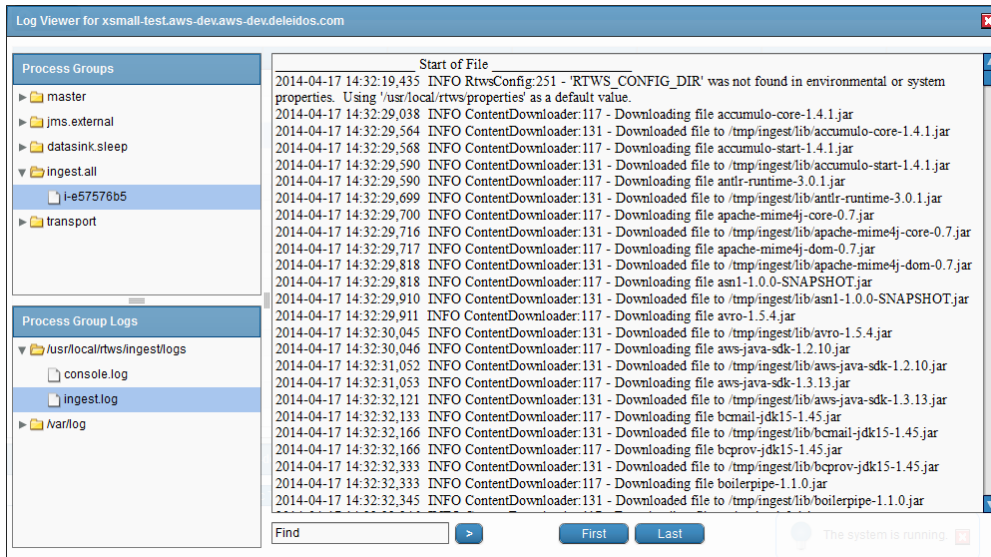 Log Viewer for xsmall-test.aws-dev.aws-dev.deleidos.com
Process Groups
master
jms.external
datasink.sleep
ingest.all
i-e57576b5
transport
Process Group Logs
/usr/local/rtws/ingest/logs
console.log
ingest.log
/var/log
Start of File
2014-04-17 14:32:19,435 INFO RtwsConfig:251 - 'RTWS_CONFIG_DIR' was not found in environmental or system
properties. Using '/usr/local/rtws/properties' as a default value.
2014-04-17 14:32:29,038 INFO ContentDownloader:117 - Downloading file accumulo-core-1.4.1.jar
2014-04-17 14:32:29,564 INFO ContentDownloader:131 - Downloaded file to /tmp/ingest/lib/accumulo-core-1.4.1.jar
2014-04-17 14:32:29,568 INFO ContentDownloader:117 - Downloading file accumulo-start-1.4.1.jar
2014-04-17 14:32:29,590 INFO ContentDownloader:131 - Downloaded file to /tmp/ingest/lib/accumulo-start-1.4.1.jar
2014-04-17 14:32:29,590 INFO ContentDownloader:117 - Downloading file antlr-runtime-3.0.1.jar
2014-04-17 14:32:29,699 INFO ContentDownloader:131 - Downloaded file to /tmp/ingest/lib/antlr-runtime-3.0.1.jar
2014-04-17 14:32:29,700 INFO ContentDownloader:117 - Downloading file apache-mime4j-core-0.7.jar
2014-04-17 14:32:29,716 INFO ContentDownloader:131 - Downloaded file to /tmp/ingest/lib/apache-mime4j-core-0.7.jar
2014-04-17 14:32:29,717 INFO ContentDownloader:117 - Downloading file apache-mime4j-dom-0.7.jar
2014-04-17 14:32:29,818 INFO ContentDownloader:131 - Downloaded file to /tmp/ingest/lib/apache-mime4j-dom-0.7.jar
2014-04-17 14:32:29,818 INFO ContentDownloader:117 - Downloading file asn1-1.0.0-SNAPSHOT.jar
2014-04-17 14:32:29,910 INFO ContentDownloader:131 - Downloaded file to /tmp/ingest/lib/asn1-1.0.0-SNAPSHOT.jar
2014-04-17 14:32:29,911 INFO ContentDownloader:117 - Downloading file avro-1.5.4.jar
2014-04-17 14:32:30,045 INFO ContentDownloader:131 - Downloaded file to /tmp/ingest/lib/avro-1.5.4.jar
2014-04-17 14:32:30,046 INFO ContentDownloader:117 - Downloading file aws-java-sdk-1.2.10.jar
2014-04-17 14:32:31,052 INFO ContentDownloader:131 - Downloaded file to /tmp/ingest/lib/aws-java-sdk-1.2.10.jar
2014-04-17 14:32:31,053 INFO ContentDownloader:117 - Downloading file aws-java-sdk-1.3.13.jar
2014-04-17 14:32:32,121 INFO ContentDownloader:131 - Downloaded file to /tmp/ingest/lib/aws-java-sdk-1.3.13.jar
2014-04-17 14:32:32,133 INFO ContentDownloader:117 - Downloading file bcmail-jdk15-1.45.jar
2014-04-17 14:32:32,166 INFO ContentDownloader:131 - Downloaded file to /tmp/ingest/lib/bcmail-jdk15-1.45.jar
2014-04-17 14:32:32,166 INFO ContentDownloader:117 - Downloading file bcprov-jdk15-1.45.jar
2014-04-17 14:32:32,333 INFO ContentDownloader:131 - Downloaded file to /tmp/ingest/lib/bcprov-jdk15-1.45.jar
2014-04-17 14:32:32,333 INFO ContentDownloader:117 - Downloading file boilerpipe-1.1.0.jar
2014-04-17 14:32:32,345 INFO ContentDownloader:131 - Downloaded file to /tmp/ingest/lib/boilerpipe-1.1.0.jar
Find > First Last
The system is running.